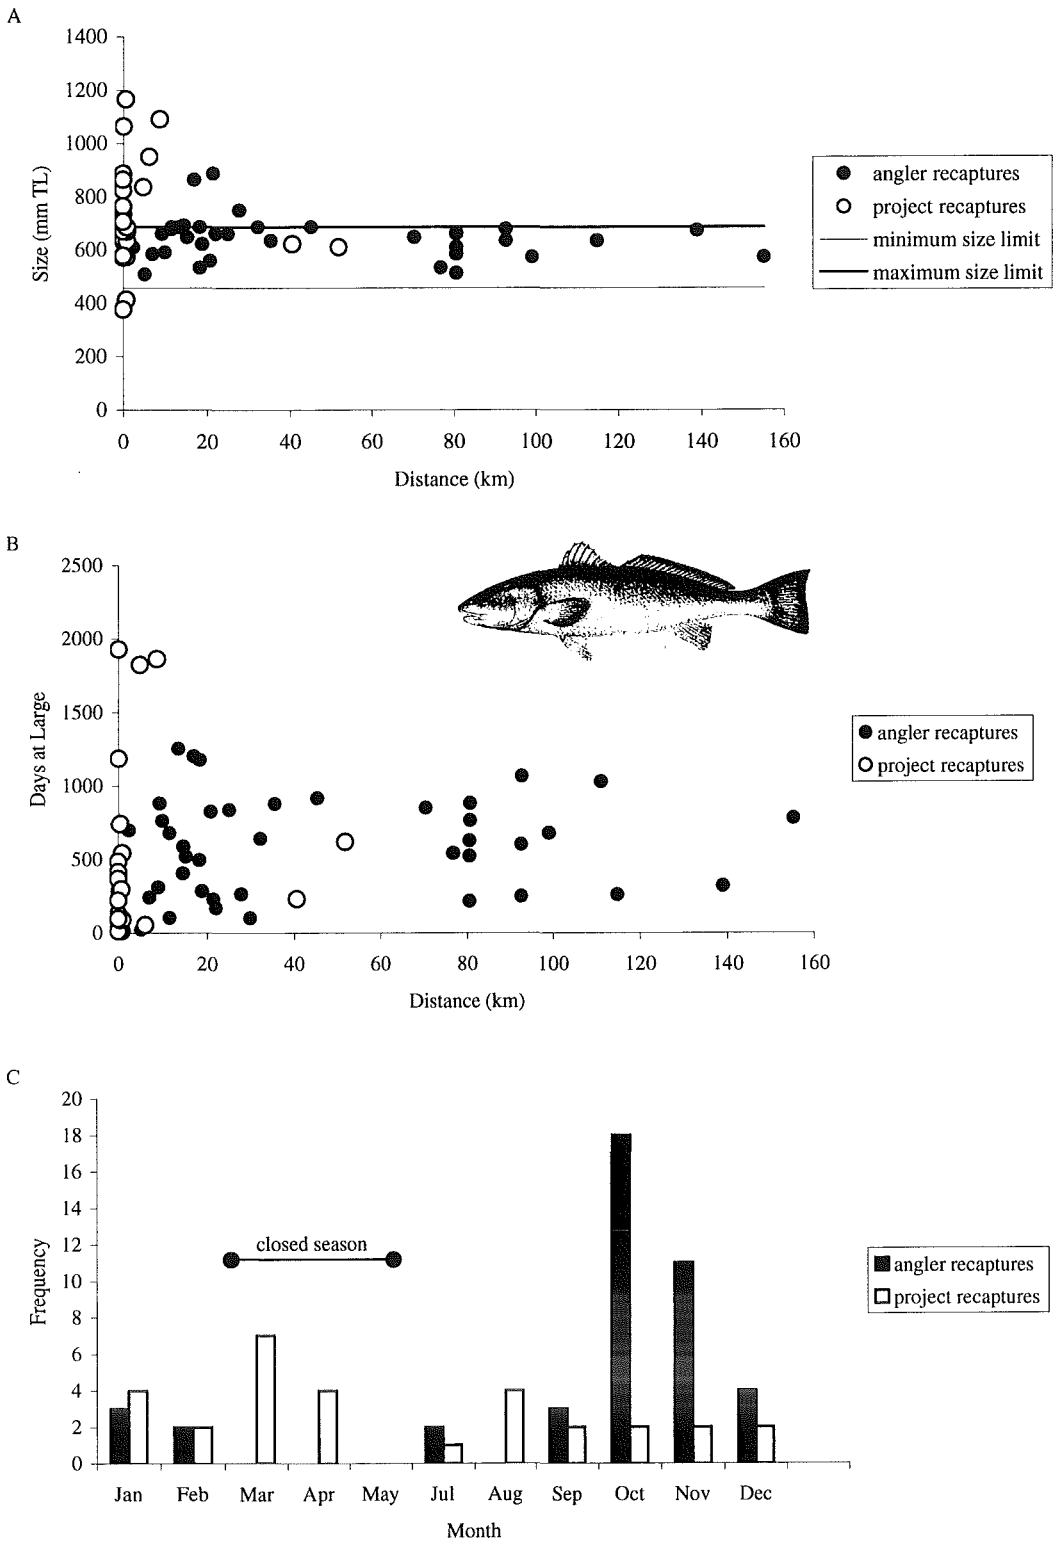 A
1400
1200
1000
800
600
400
200
0
Size (mm TL)
0 20 40 60 80 100 120 140 160
Distance (km)
angler recaptures
project recaptures
minimum size limit
maximum size limit
B
2500
2000
1500
1000
500
0
Days at Large
0 20 40 60 80 100 120 140 160
Distance (km)
angler recaptures
project recaptures
C
20
18
16
14
12
10
8
6
4
2
0
Frequency
closed season
Jan Feb Mar Apr May Jul Aug Sep Oct Nov Dec
Month
angler recaptures
project recaptures